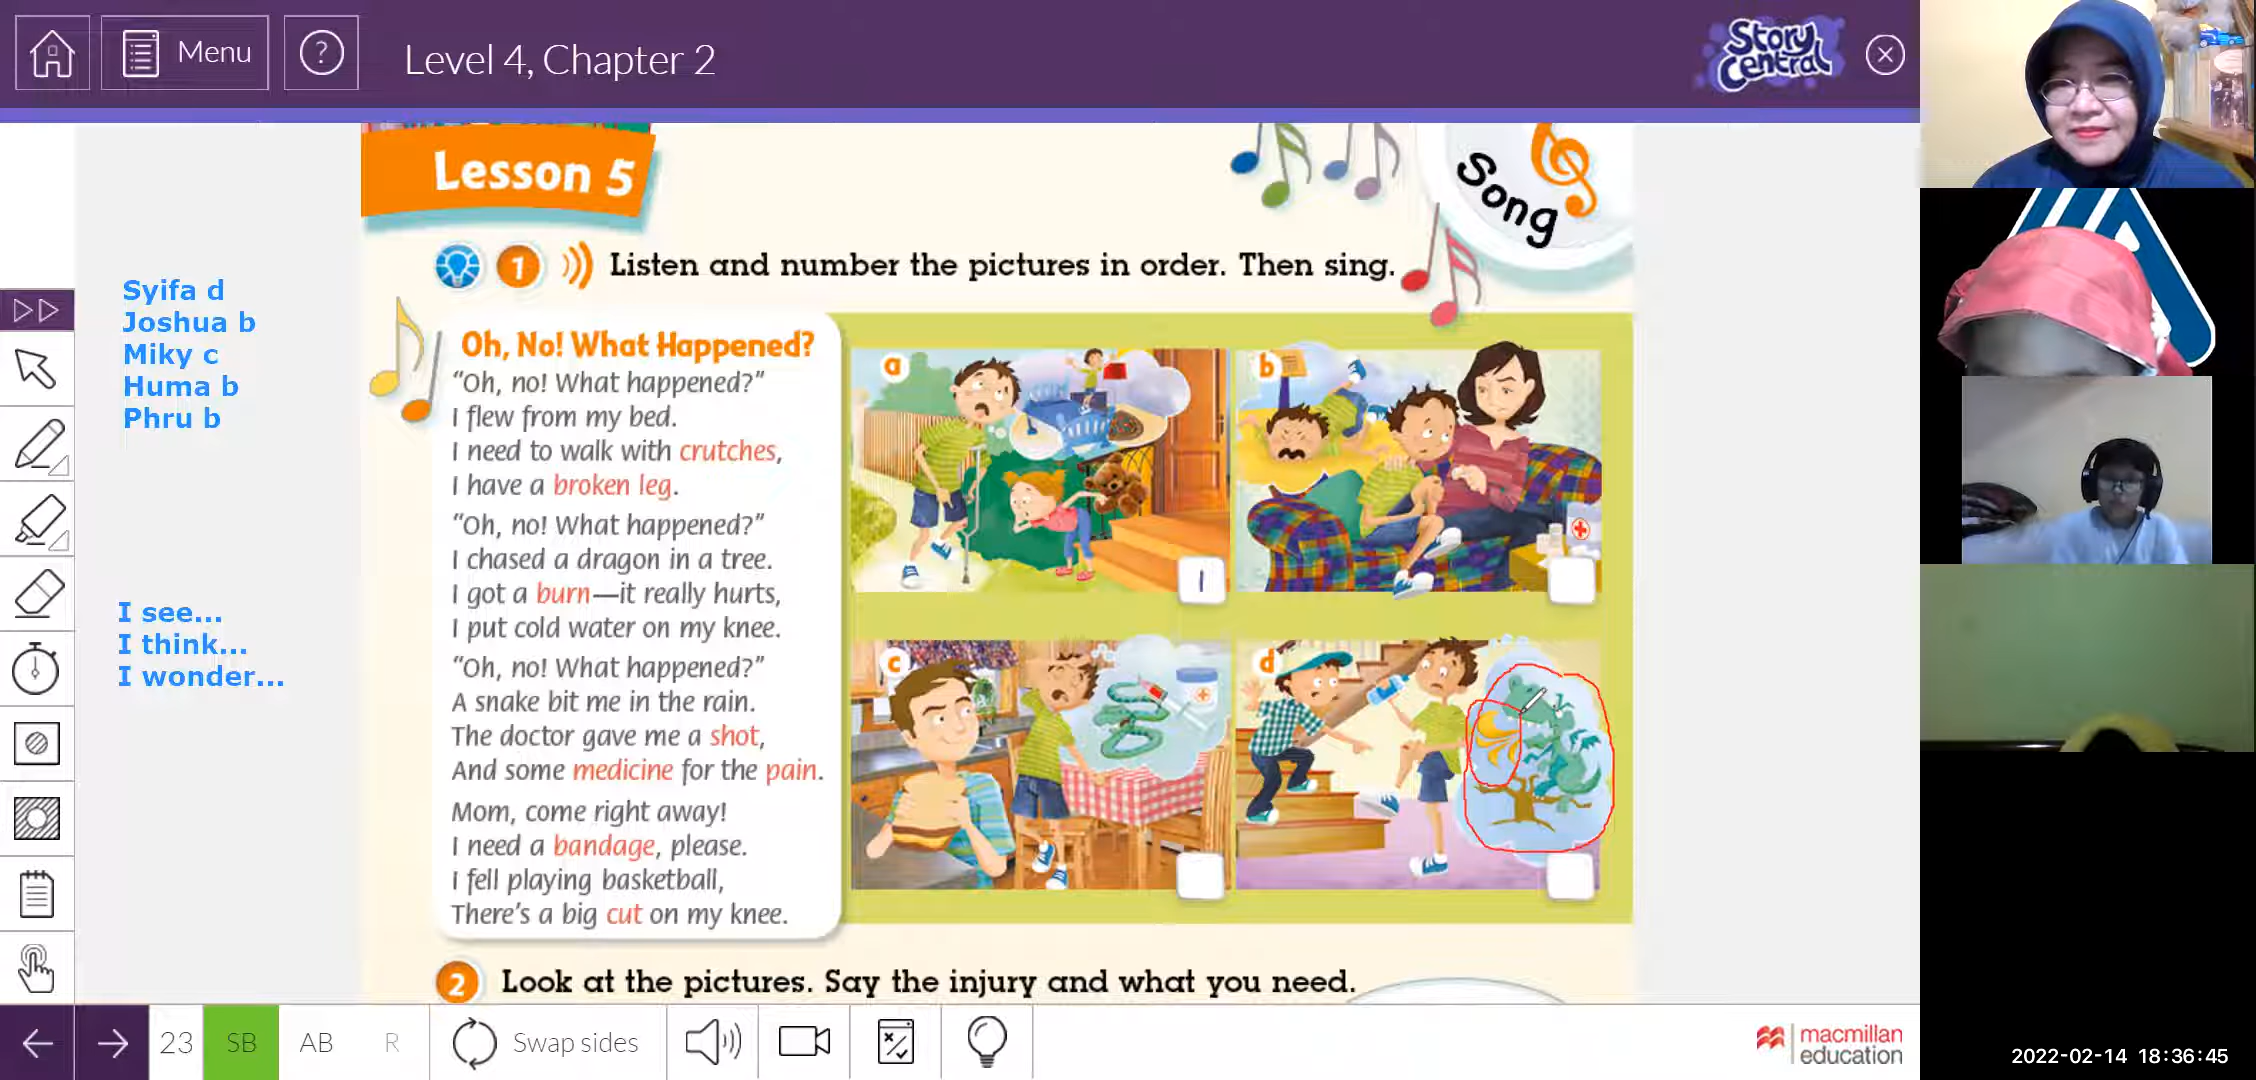 Menu
?
Level 4, Chapter 2
Story
Central
Lesson 5
Song
1 Listen and number the pictures in order. Then sing.
Syifa d
Joshua b
Miky c
Huma b
Phru b
I see...
I think...
I wonder...
Oh, No! What Happened?
“Oh, no! What happened?”
I flew from my bed.
I need to walk with crutches,
I have a broken leg.
“Oh, no! What happened?”
I chased a dragon in a tree.
I got a burn—it really hurts,
I put cold water on my knee.
“Oh, no! What happened?”
A snake bit me in the rain.
The doctor gave me a shot,
And some medicine for the pain.
Mom, come right away!
I need a bandage, please.
I fell playing basketball,
There’s a big cut on my knee.
a
1
b
c
d
2 Look at the pictures. Say the injury and what you need.
23 SB AB R Swap sides
macmillan
education
2022-02-14 18:36:45